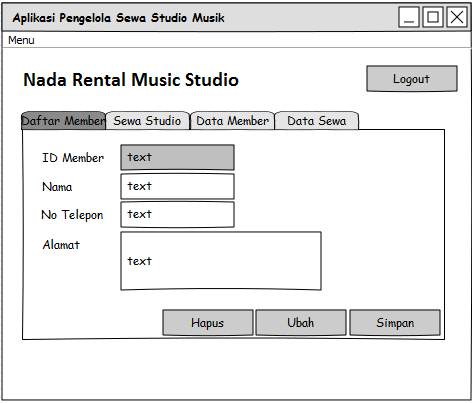 Aplikasi Pengelola Sewa Studio Musik
Menu
Nada Rental Music Studio
Logout
Daftar Member Sewa Studio Data Member Data Sewa
ID Member text
Nama text
No Telepon text
Alamat
text
Hapus Ubah Simpan